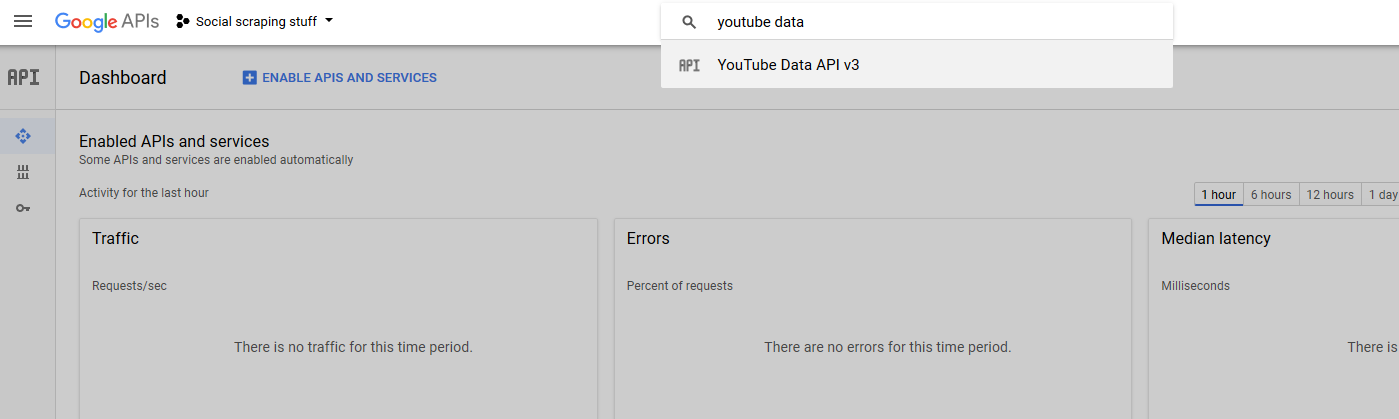 Google APIs Social scraping stuff youtube data
API YouTube Data API v3
API Dashboard ENABLE APIS AND SERVICES
Enabled APIs and services
Some APIs and services are enabled automatically
Activity for the last hour
1 hour 6 hours 12 hours 1 day
Traffic
Requests/sec
There is no traffic for this time period.
Errors
Percent of requests
There are no errors for this time period.
Median latency
Milliseconds
There is